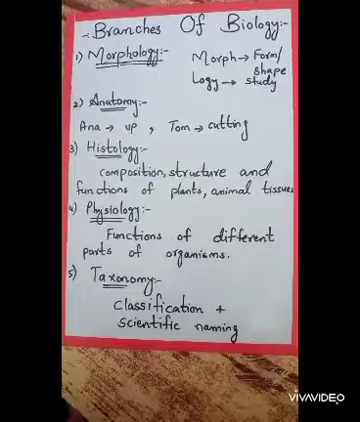 :- Branches Of Biology:-
1) Morphology:- Morph → Form/
shape
Logy → study
2) Anatomy:-
Ana → up , Tom → cutting
3) Histology:-
composition, structure and
functions of plants, animal tissues
4) Physiology:-
Functions of different
parts of organisms.
5) Taxonomy:-
Classification +
scientific naming
VIVAVIDEO